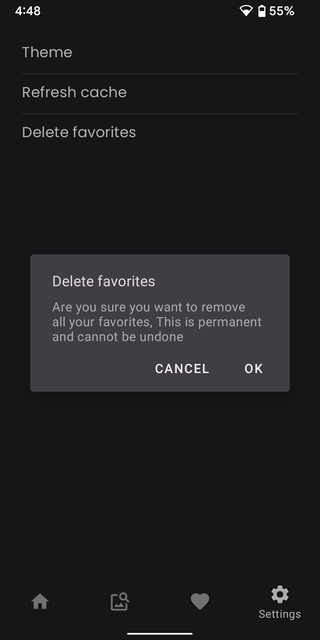 4:48
55%
Theme
Refresh cache
Delete favorites
Delete favorites
Are you sure you want to remove
all your favorites, This is permanent
and cannot be undone
CANCEL OK
Settings